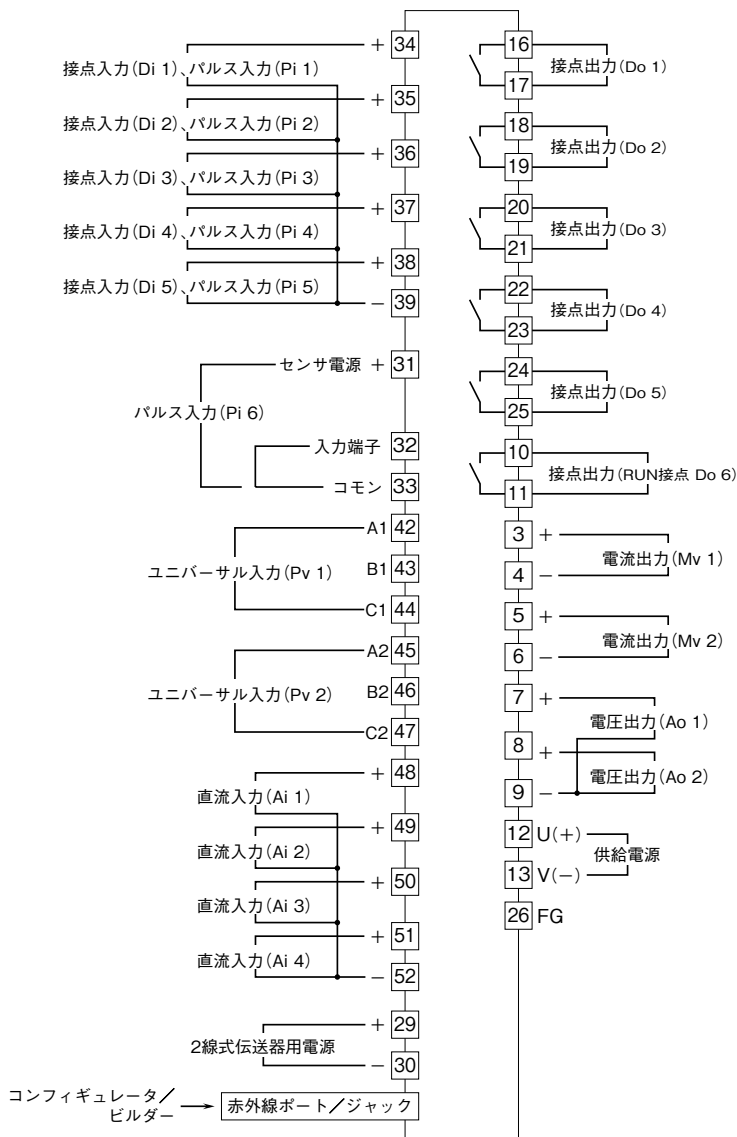 + 34
接点入力(Di 1)、パルス入力(Pi 1)
+ 35
接点入力(Di 2)、パルス入力(Pi 2)
+ 36
接点入力(Di 3)、パルス入力(Pi 3)
+ 37
接点入力(Di 4)、パルス入力(Pi 4)
+ 38
接点入力(Di 5)、パルス入力(Pi 5)
− 39
センサ電源 + 31
パルス入力(Pi 6)
入力端子 32
コモン 33
A1 42
ユニバーサル入力(Pv 1) B1 43
C1 44
A2 45
ユニバーサル入力(Pv 2) B2 46
C2 47
+ 48
直流入力(Ai 1)
+ 49
直流入力(Ai 2)
+ 50
直流入力(Ai 3)
+ 51
直流入力(Ai 4)
− 52
+ 29
2線式伝送器用電源
− 30
コンフィギュレータ/
ビルダー
赤外線ポート/ジャック
16
接点出力(Do 1)
17
18
接点出力(Do 2)
19
20
接点出力(Do 3)
21
22
接点出力(Do 4)
23
24
接点出力(Do 5)
25
10
接点出力(RUN接点 Do 6)
11
3 +
電流出力(Mv 1)
4 −
5 +
電流出力(Mv 2)
6 −
7 +
電圧出力(Ao 1)
8 +
電圧出力(Ao 2)
9 −
12 U(+)
供給電源
13 V(−)
26 FG